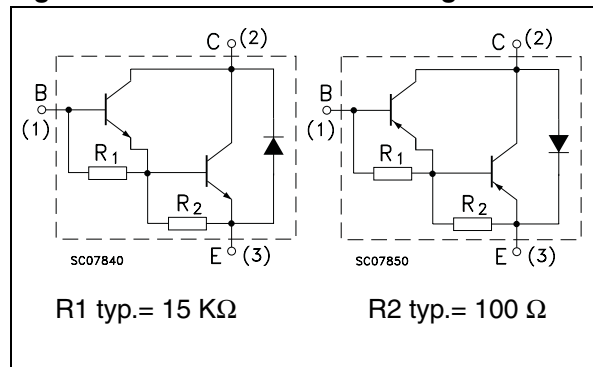 C (2)
B
(1)
R1
R2
E (3)
SC07840
C (2)
B
(1)
R1
R2
E (3)
SC07850
R1 typ.= 15 KΩ
R2 typ.= 100 Ω